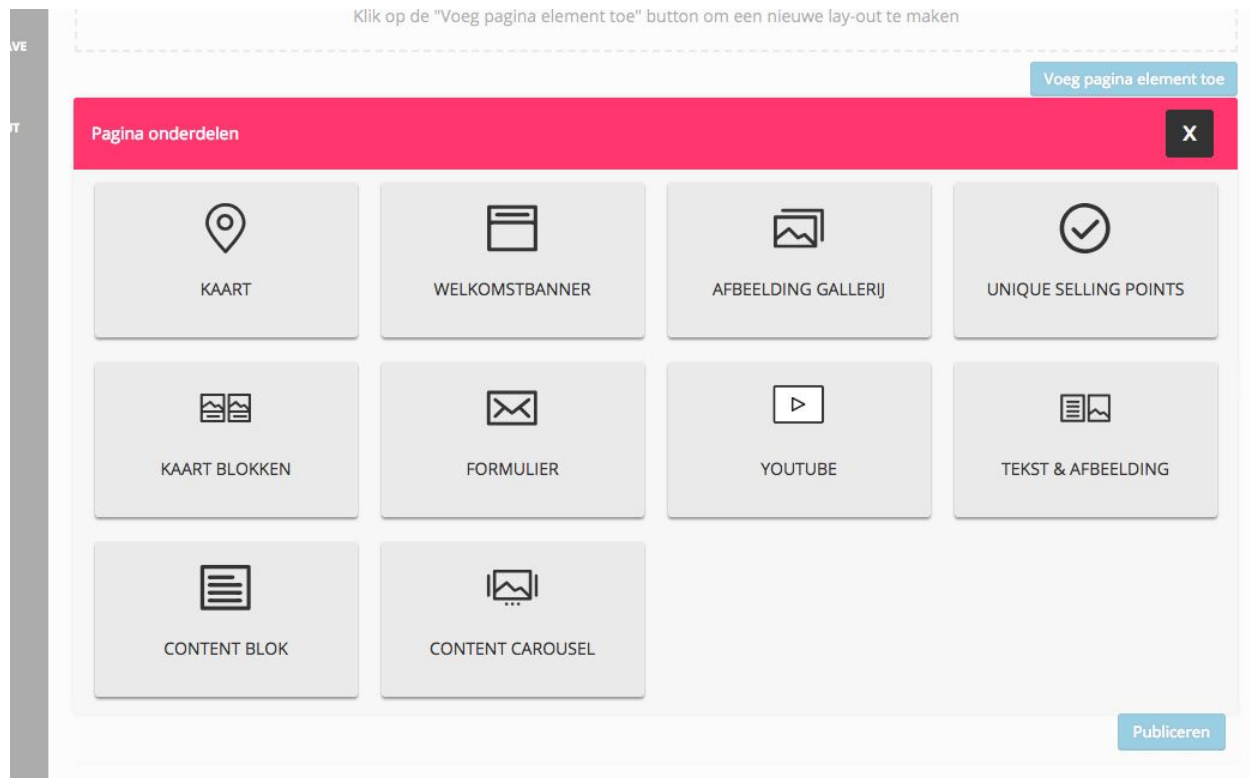 Klik op de "Voeg pagina element toe" button om een nieuwe lay-out te maken
Voeg pagina element toe
Pagina onderdelen
X
KAART
WELKOMSTBANNER
AFBEELDING GALLERIJ
UNIQUE SELLING POINTS
KAART BLOKKEN
FORMULIER
YOUTUBE
TEKST & AFBEELDING
CONTENT BLOK
CONTENT CAROUSEL
Publiceren